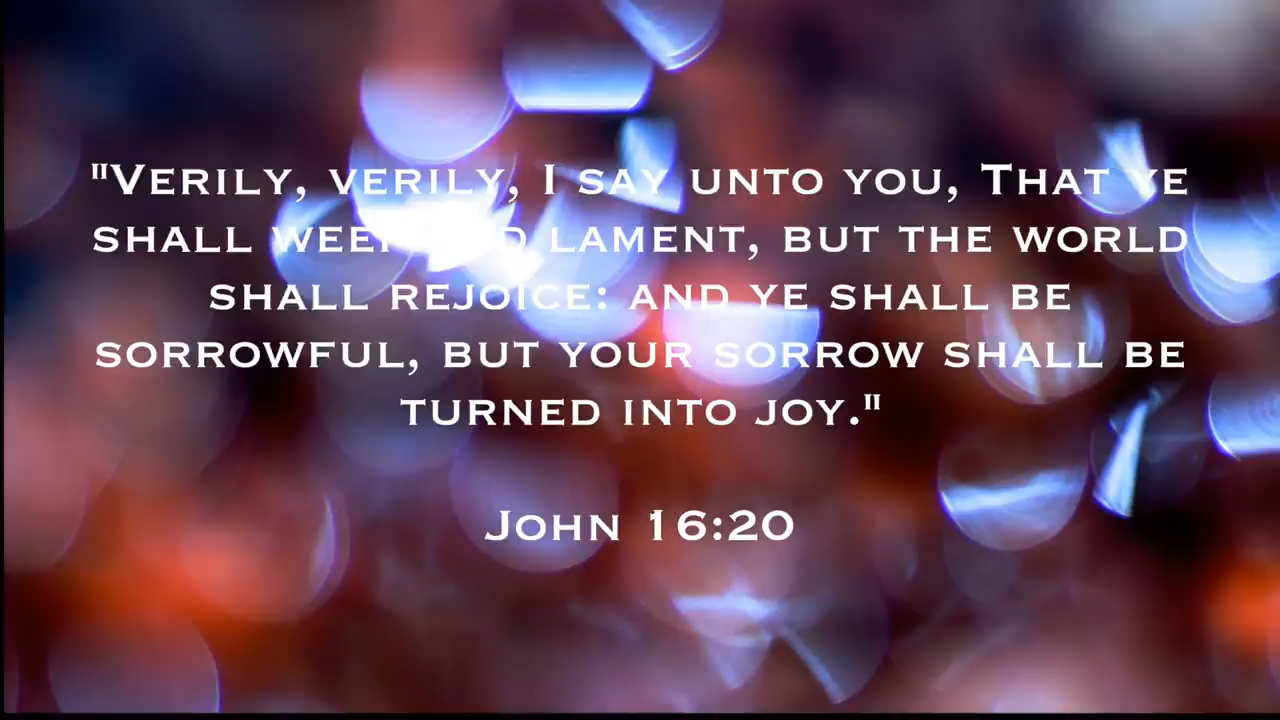 "Verily, verily, I say unto you, That ye
shall weep and lament, but the world
shall rejoice: and ye shall be
sorrowful, but your sorrow shall be
turned into joy."
John 16:20